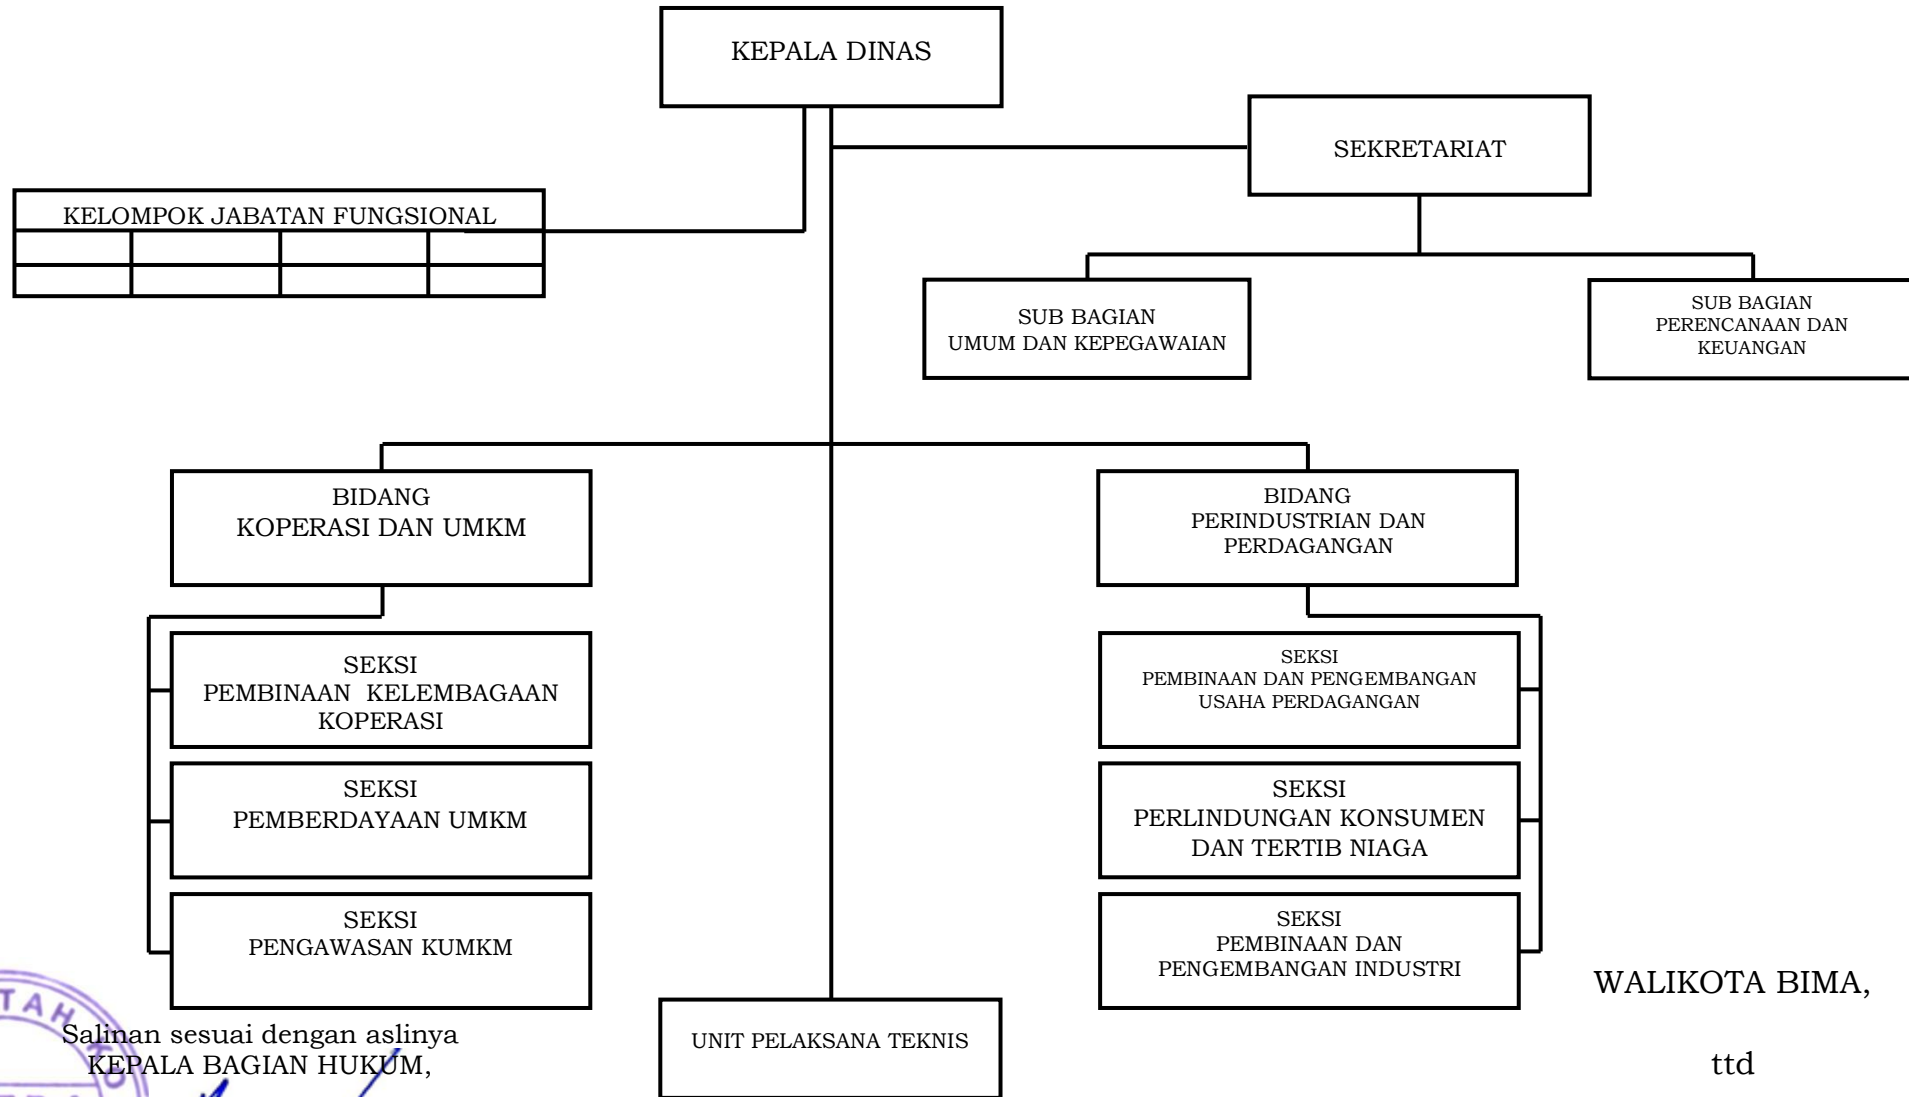 KEPALA DINAS
SEKRETARIAT
KELOMPOK JABATAN FUNGSIONAL
SUB BAGIAN
UMUM DAN KEPEGAWAIAN
SUB BAGIAN
PERENCANAAN DAN
KEUANGAN
BIDANG
KOPERASI DAN UMKM
BIDANG
PERINDUSTRIAN DAN
PERDAGANGAN
SEKSI
PEMBINAAN KELEMBAGAAN
KOPERASI
SEKSI
PEMBERDAYAAN UMKM
SEKSI
PENGAWASAN KUMKM
SEKSI
PEMBINAAN DAN PENGEMBANGAN
USAHA PERDAGANGAN
SEKSI
PERLINDUNGAN KONSUMEN
DAN TERTIB NIAGA
SEKSI
PEMBINAAN DAN
PENGEMBANGAN INDUSTRI
UNIT PELAKSANA TEKNIS
Salinan sesuai dengan aslinya
KEPALA BAGIAN HUKUM,
WALIKOTA BIMA,
ttd